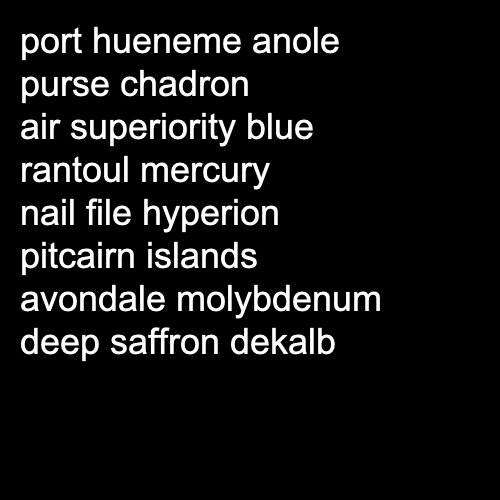 port hueneme anole
purse chadron
air superiority blue
rantoul mercury
nail file hyperion
pitcairn islands
avondale molybdenum
deep saffron dekalb